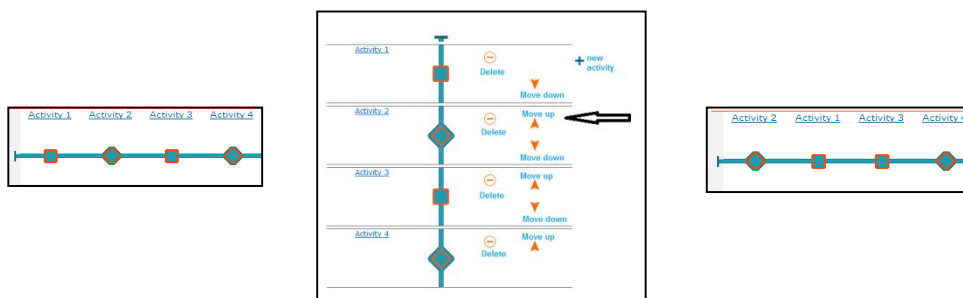 Activity 1 Activity 2 Activity 3 Activity 4
Activity 1
Delete
Move down
+ new
activity
Activity 2
Move up
Delete
Move down
Activity 3
Move up
Delete
Move down
Activity 4
Move up
Delete
Activity 2 Activity 1 Activity 3 Activity